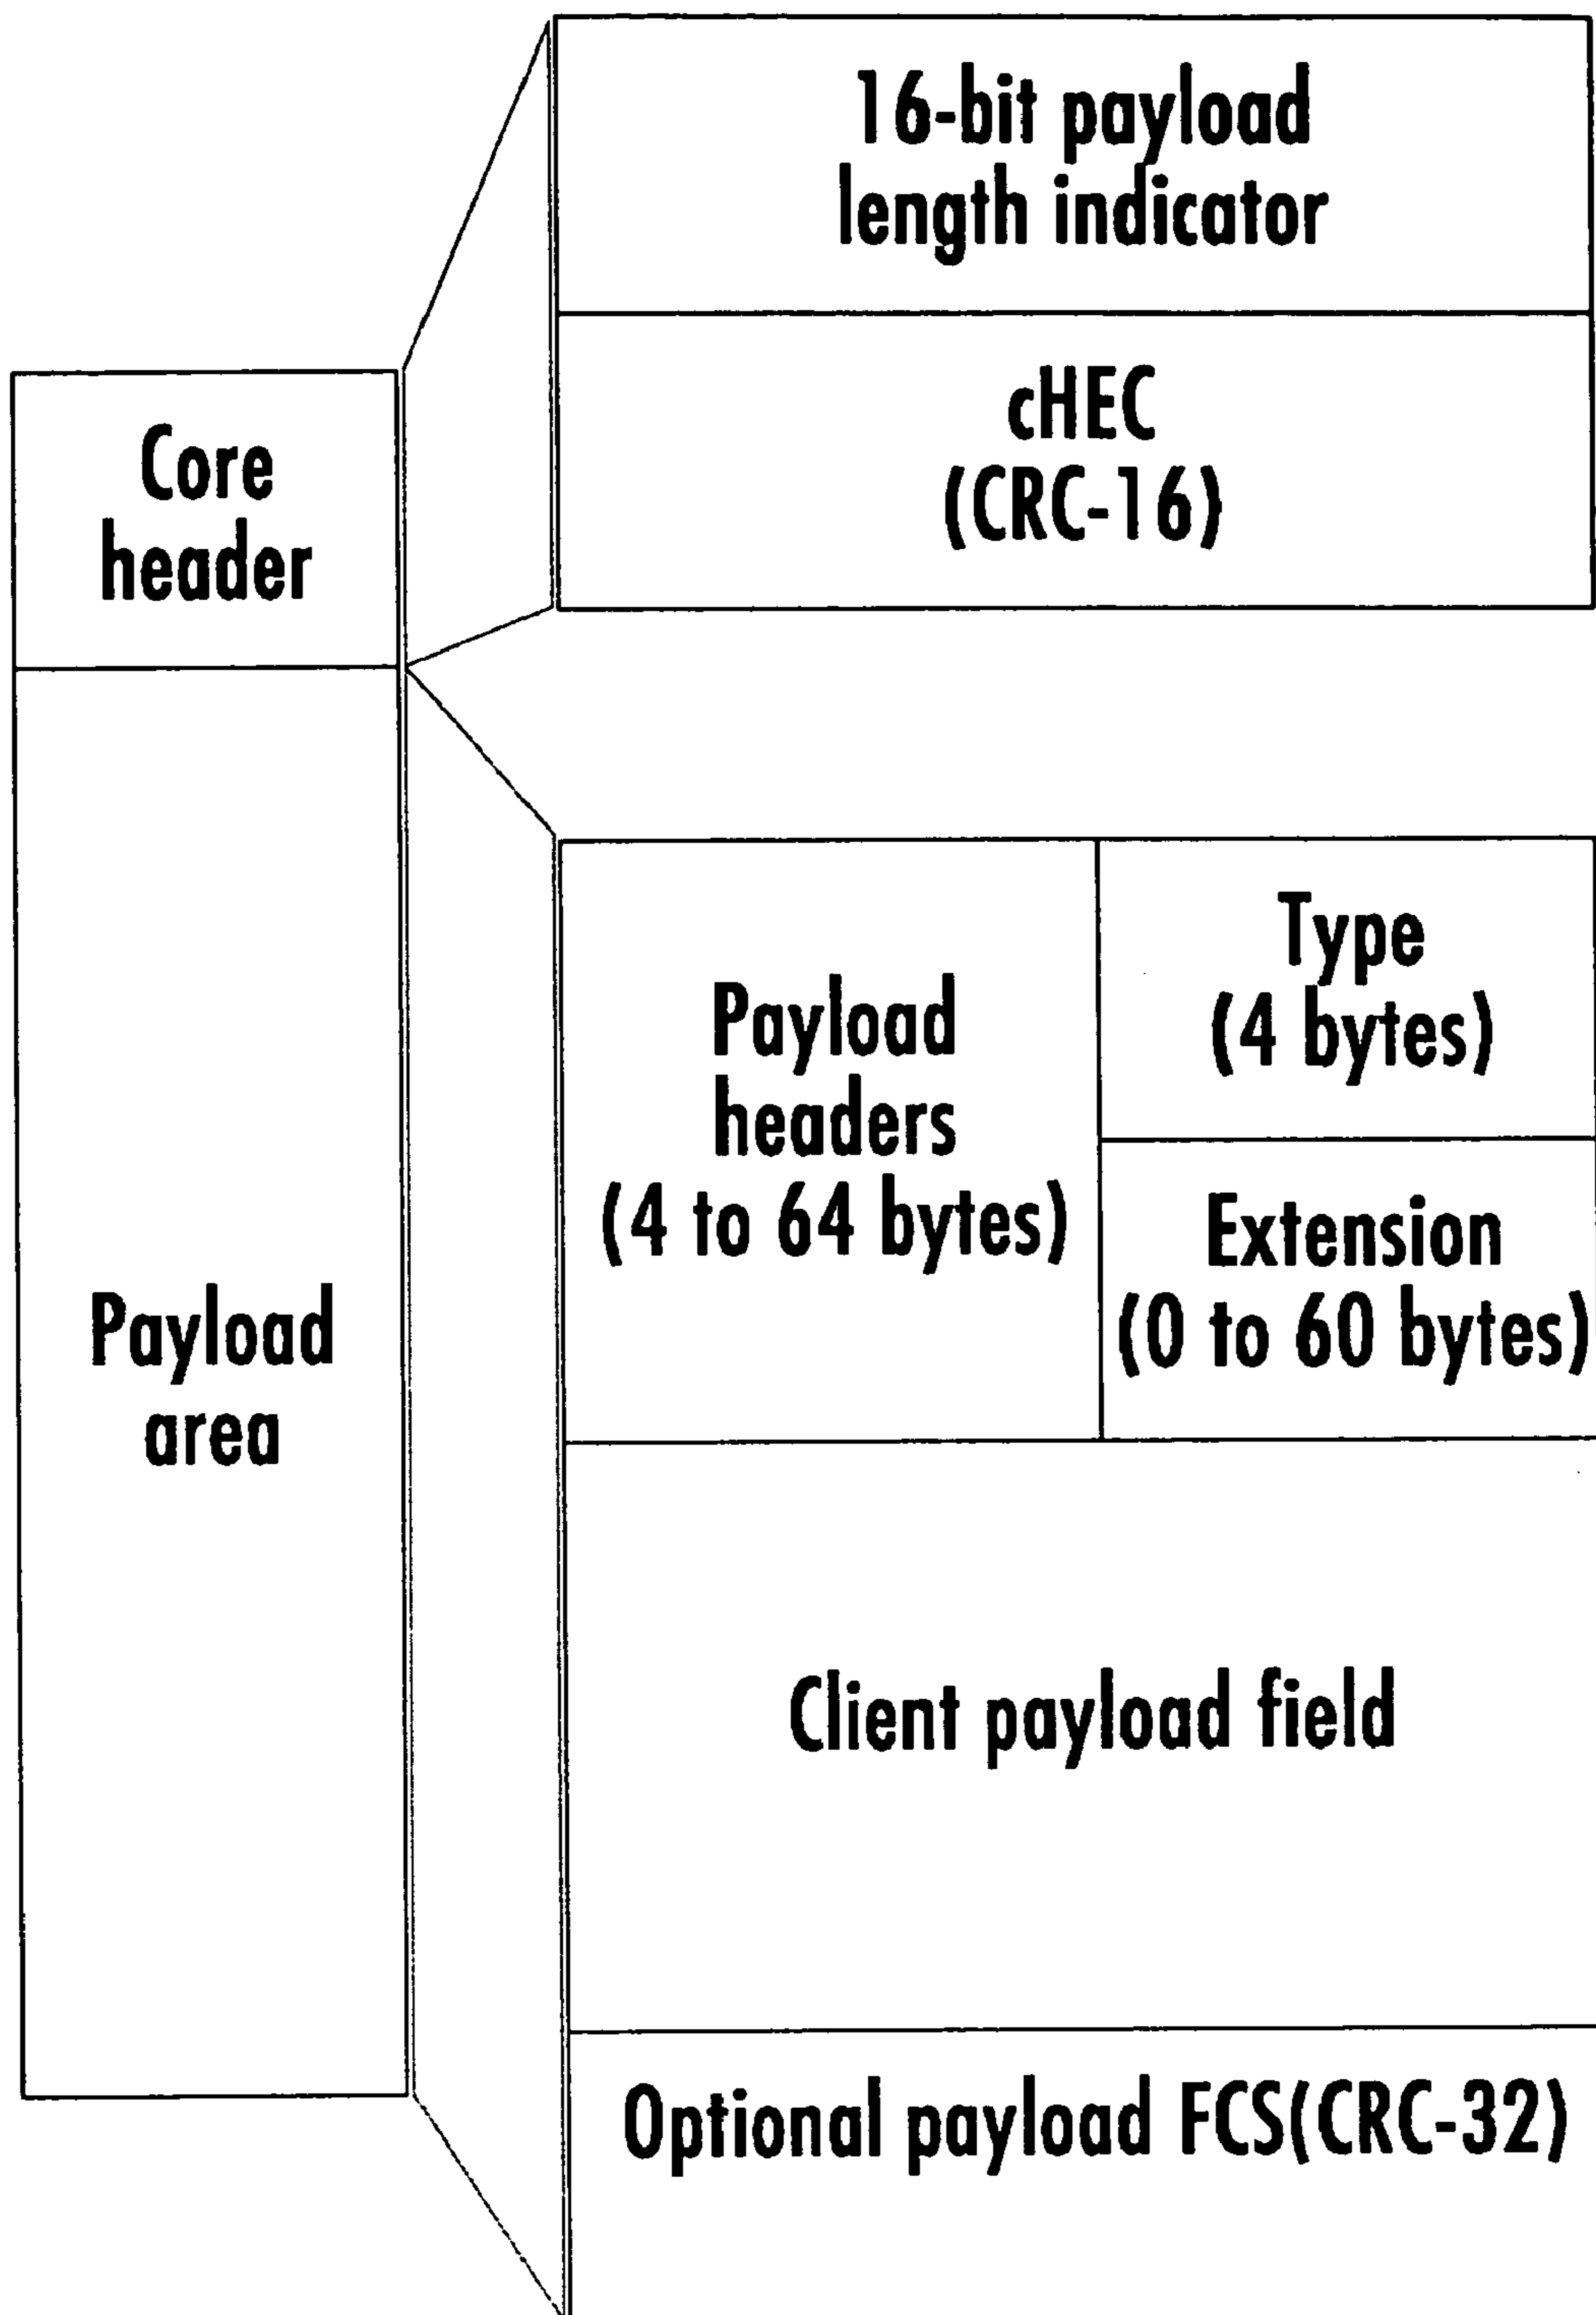 16-bit payload
length indicator
cHEC
(CRC-16)
Core
header
Payload
headers
(4 to 64 bytes)
Type
(4 bytes)
Extension
(0 to 60 bytes)
Payload
area
Client payload field
Optional payload FCS(CRC-32)